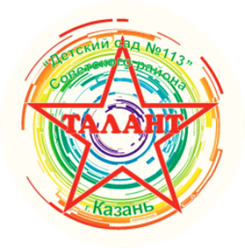 "Детский сад №113"
Советского района
ТАЛАНТ
г. Казань